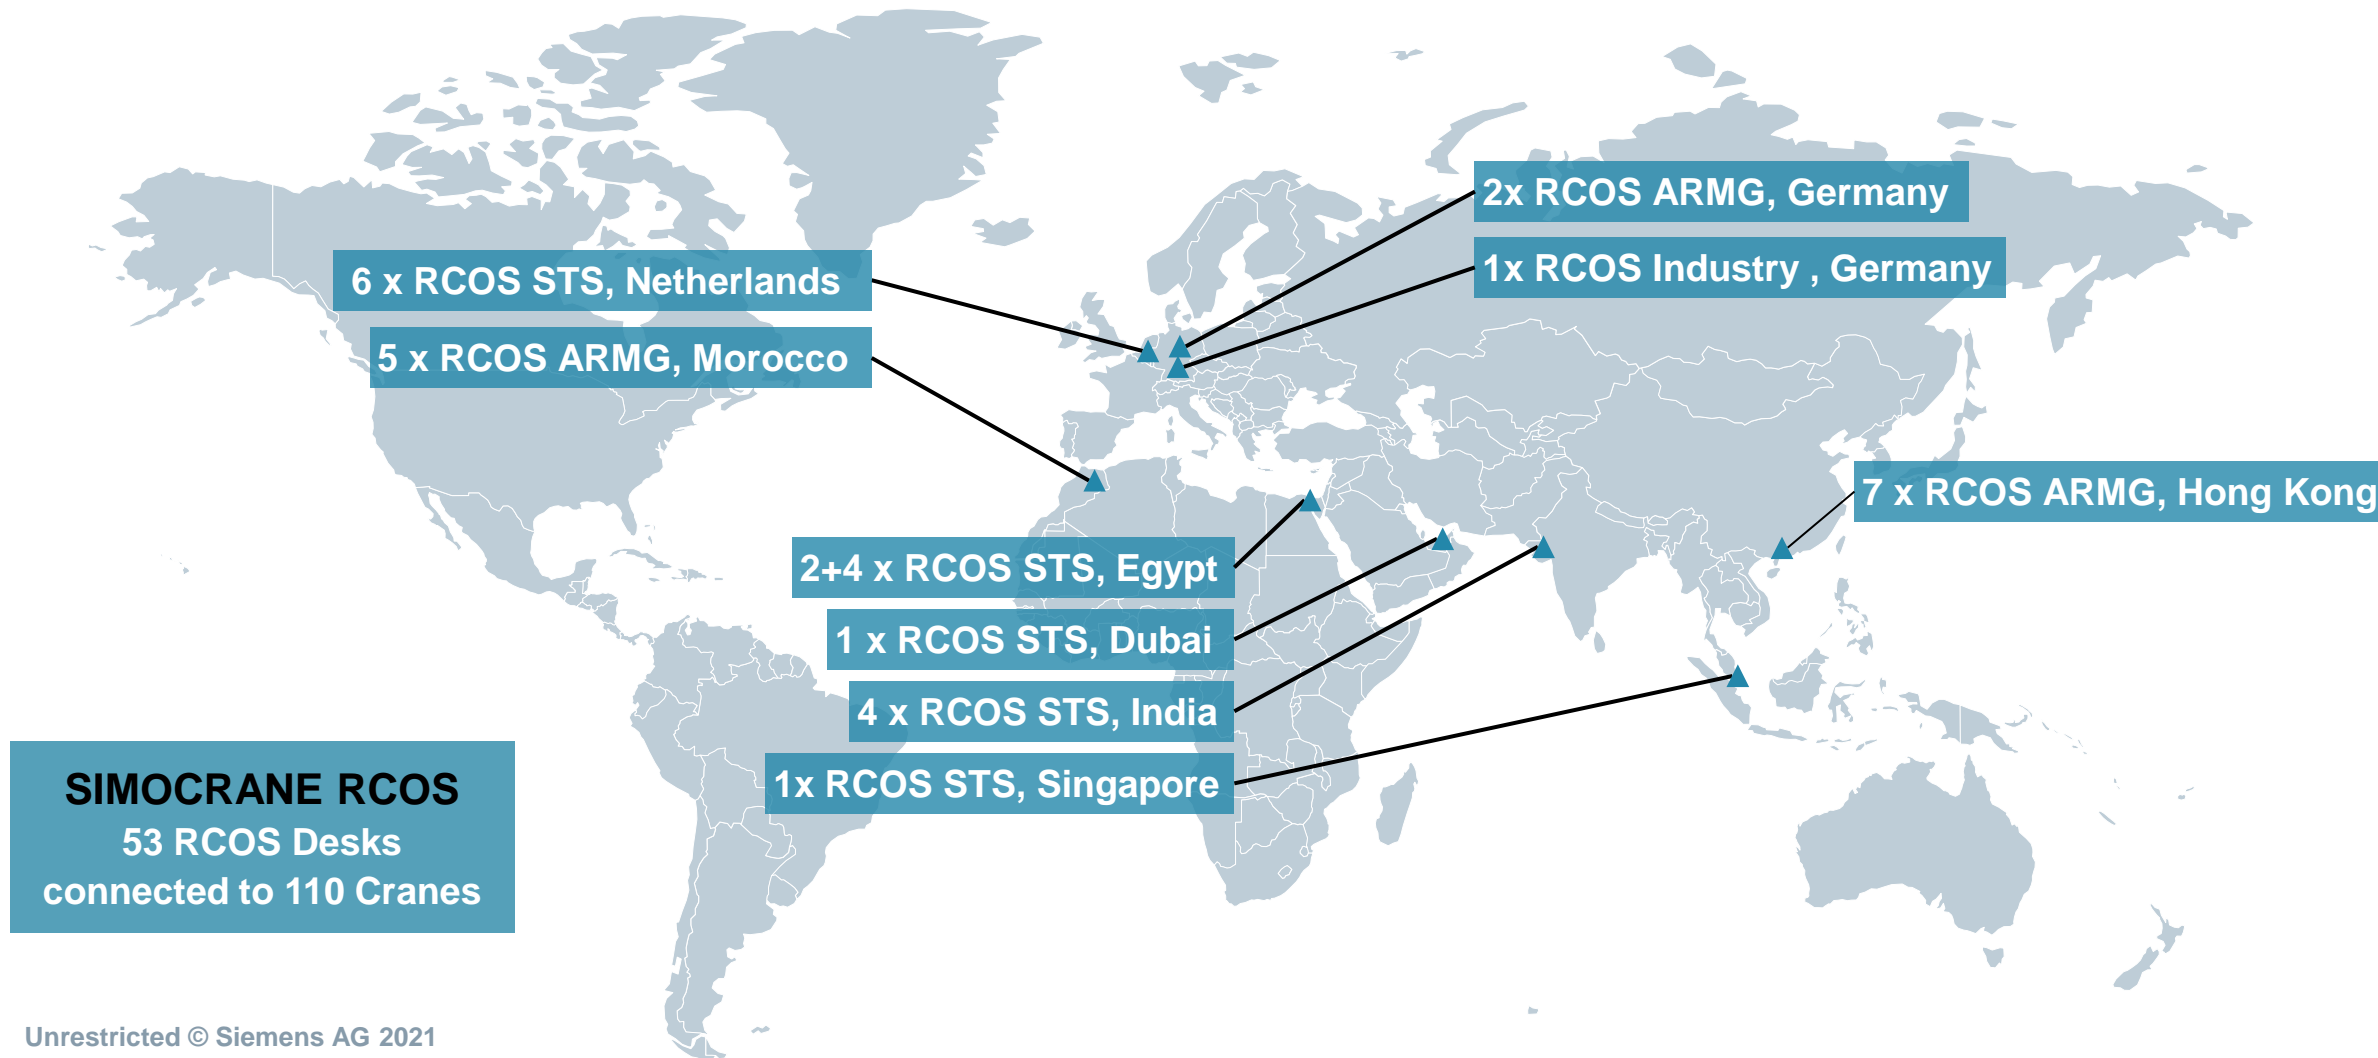 2x RCOS ARMG, Germany
1x RCOS Industry , Germany
6 x RCOS STS, Netherlands
5 x RCOS ARMG, Morocco
7 x RCOS ARMG, Hong Kong
2+4 x RCOS STS, Egypt
1 x RCOS STS, Dubai
4 x RCOS STS, India
1x RCOS STS, Singapore
SIMOCRANE RCOS
53 RCOS Desks
connected to 110 Cranes
Unrestricted © Siemens AG 2021